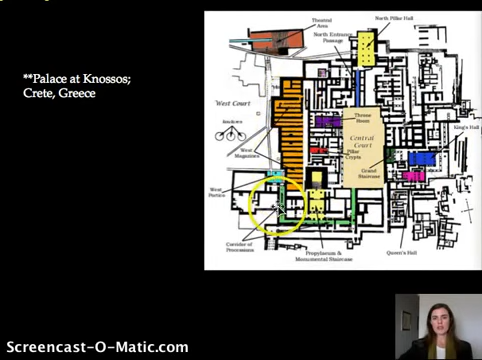 **Palace at Knossos;
Crete, Greece
Theatral
Area
North Pillar Hall
North Entrance
Passage
West Court
Throne
Room
Central
Court
King's Hall
West
Magazines
Pillar
Crypts
Grand
Staircase
West
Portico
Corridor of
Processions
Propylaeum &
Monumental Staircase
Queen's Hall
Screencast-O-Matic.com